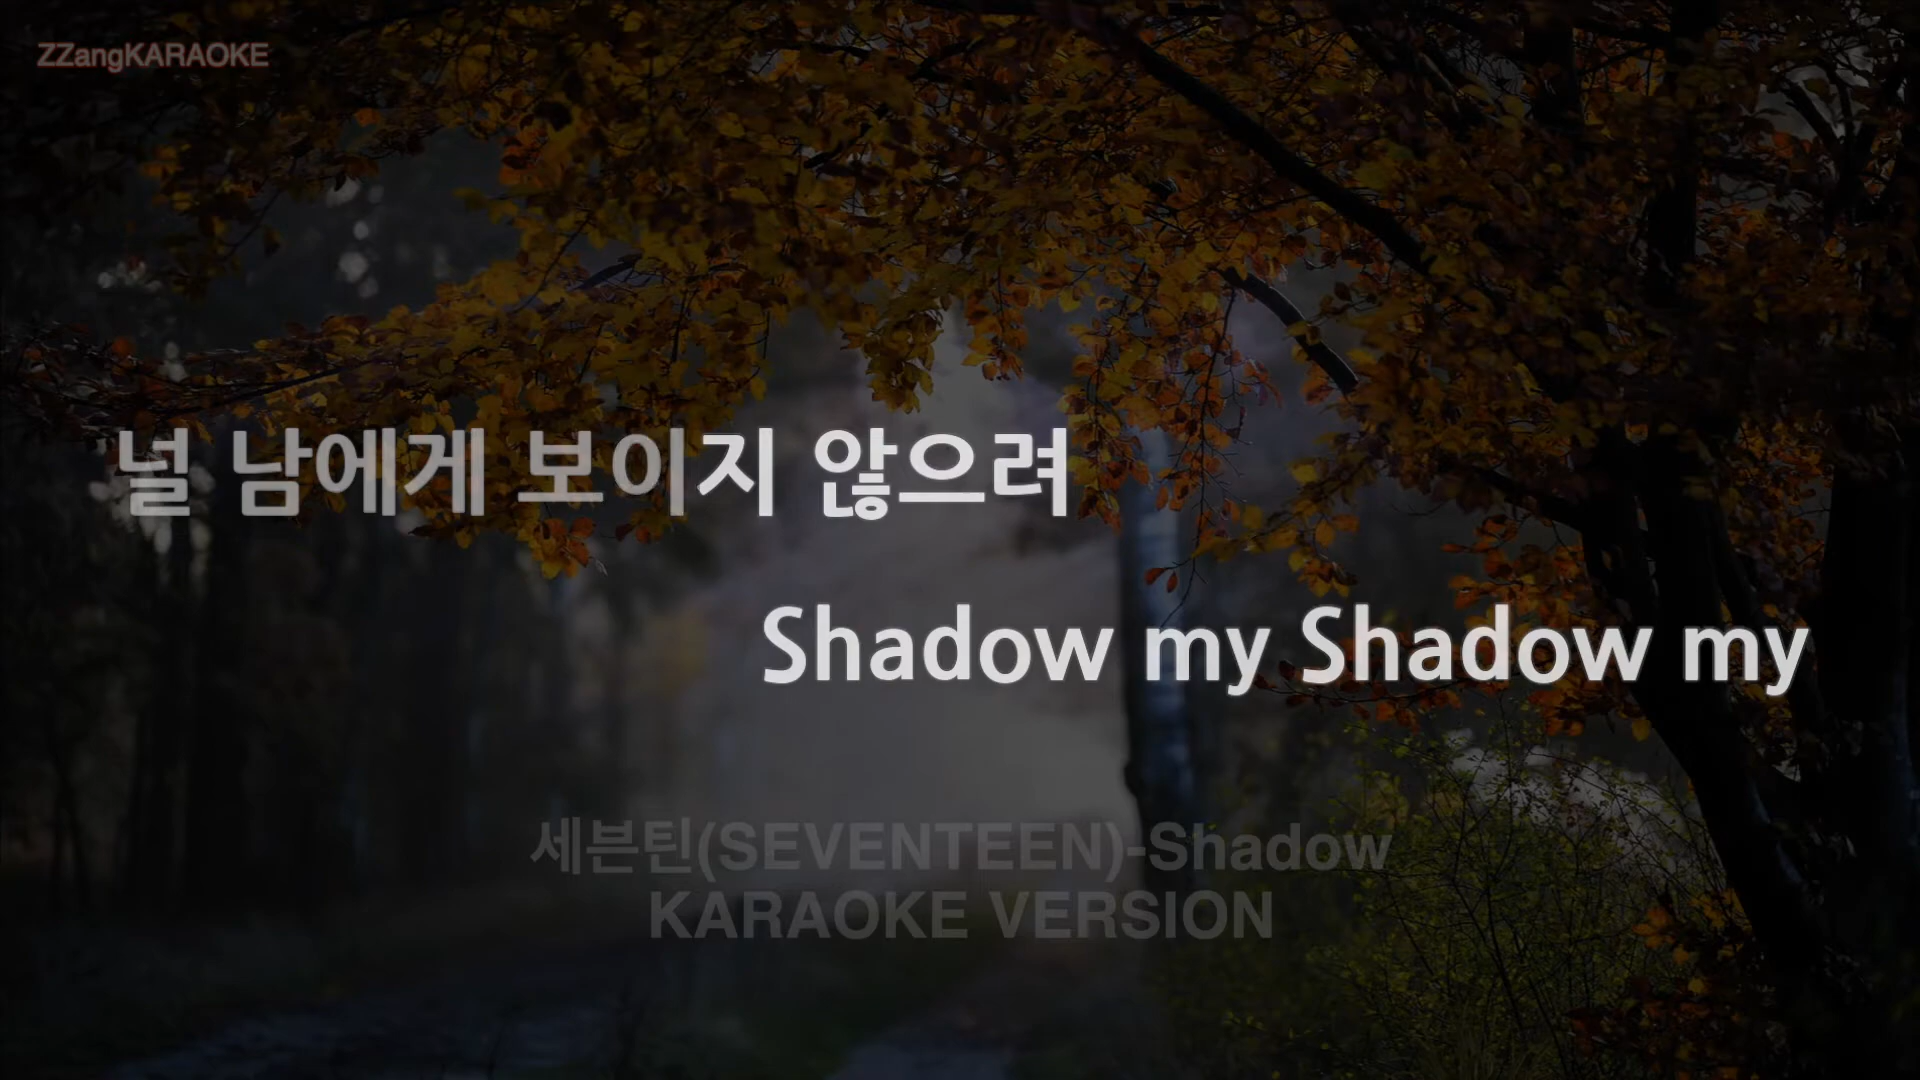 ZZangKARAOKE
널 남에게 보이지 않으려
Shadow my Shadow my
세븐틴(SEVENTEEN)-Shadow
KARAOKE VERSION